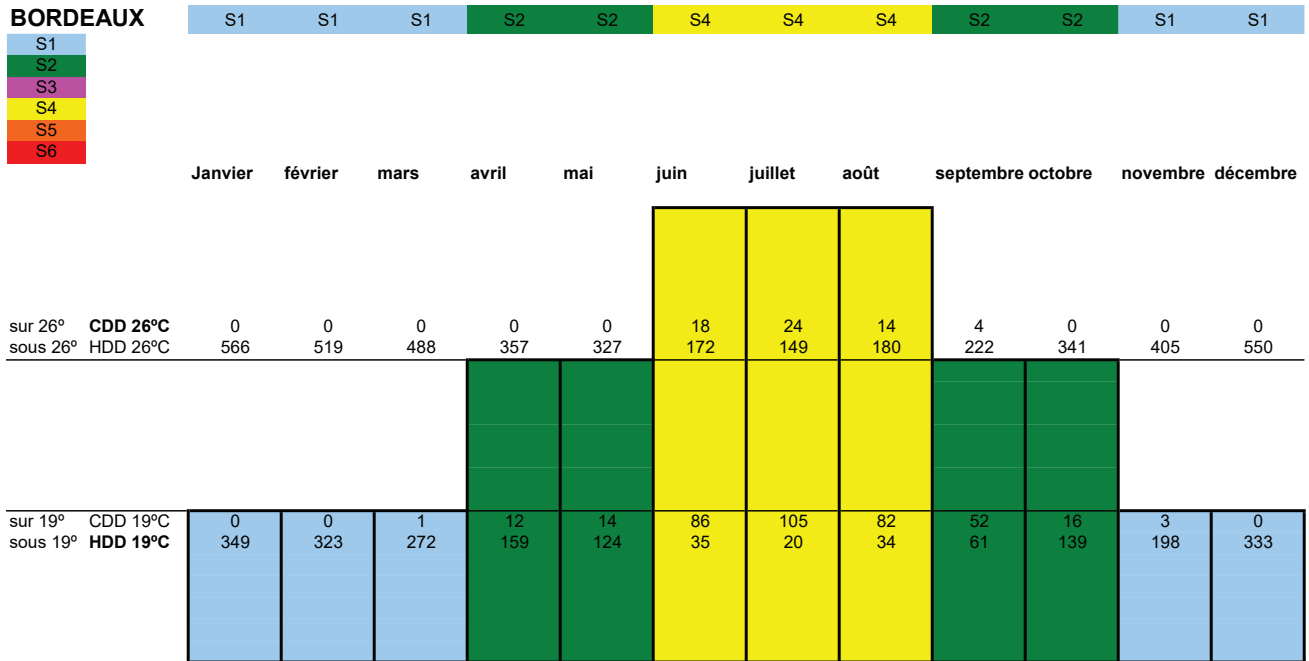 BORDEAUX S1 S1 S1 S2 S2 S4 S4 S4 S2 S2 S1 S1
S1
S2
S3
S4
S5
S6
Janvier février mars avril mai juin juillet août septembre octobre novembre décembre
sur 26º CDD 26ºC 0 0 0 0 0 18 24 14 4 0 0 0
sous 26º HDD 26ºC 566 519 488 357 327 172 149 180 222 341 405 550
sur 19º CDD 19ºC 0 0 1 12 14 86 105 82 52 16 3 0
sous 19º HDD 19ºC 349 323 272 159 124 35 20 34 61 139 198 333